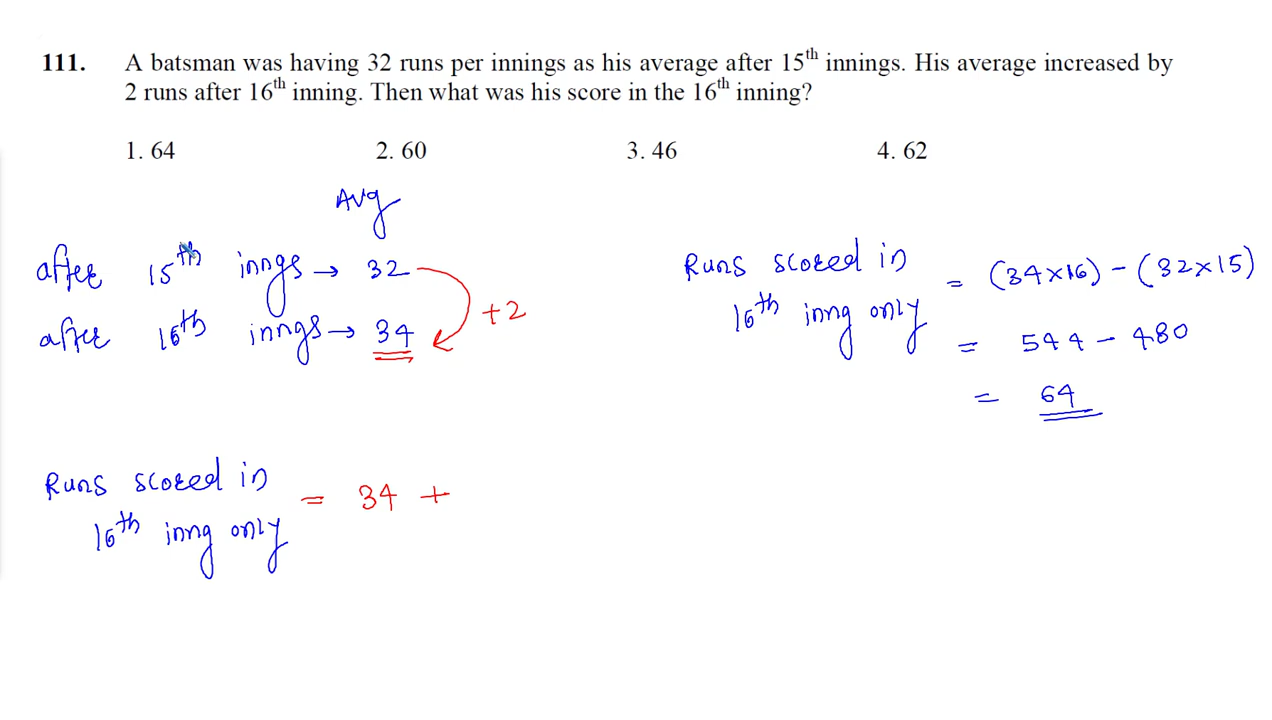 111. A batsman was having 32 runs per innings as his average after 15th innings. His average increased by
2 runs after 16th inning. Then what was his score in the 16th inning?
1. 64 2. 60 3. 46 4. 62
Avg
after 15th inngs → 32
after 16th inngs → 34
+2
Runs scored in
16th inng only
= (34×16) - (32×15)
= 544 - 480
= 64
Runs scored in
16th inng only
= 34 +